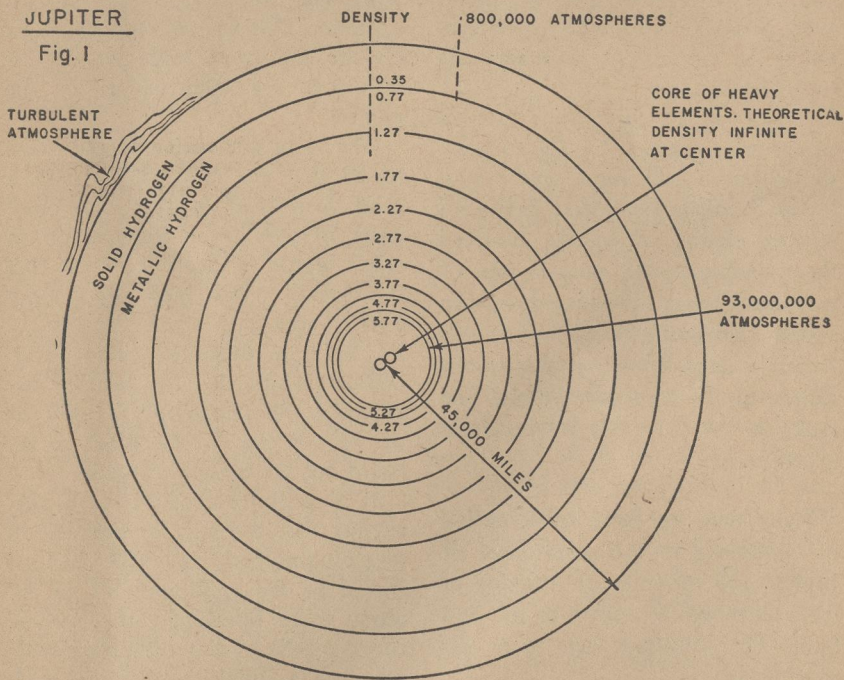 JUPITER
Fig. 1
DENSITY
800,000 ATMOSPHERES
TURBULENT
ATMOSPHERE
CORE OF HEAVY
ELEMENTS. THEORETICAL
DENSITY INFINITE
AT CENTER
SOLID HYDROGEN
METALLIC HYDROGEN
0.35
0.77
1.27
1.77
2.27
2.77
3.27
3.77
4.77
5.77
93,000,000
ATMOSPHERES
5.27
4.27
45,000 MILES